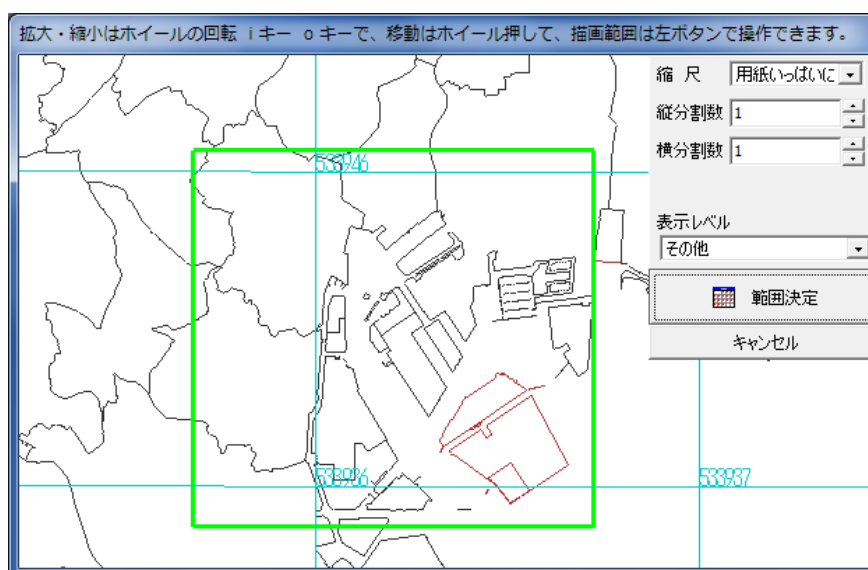 拡大・縮小はホイールの回転 iキー oキーで、移動はホイール押して、描画範囲は左ボタンで操作できます。
縮 尺 用紙いっぱいに
縦分割数 1
横分割数 1
表示レベル
その他
範囲決定
キャンセル
533946
533936
533937